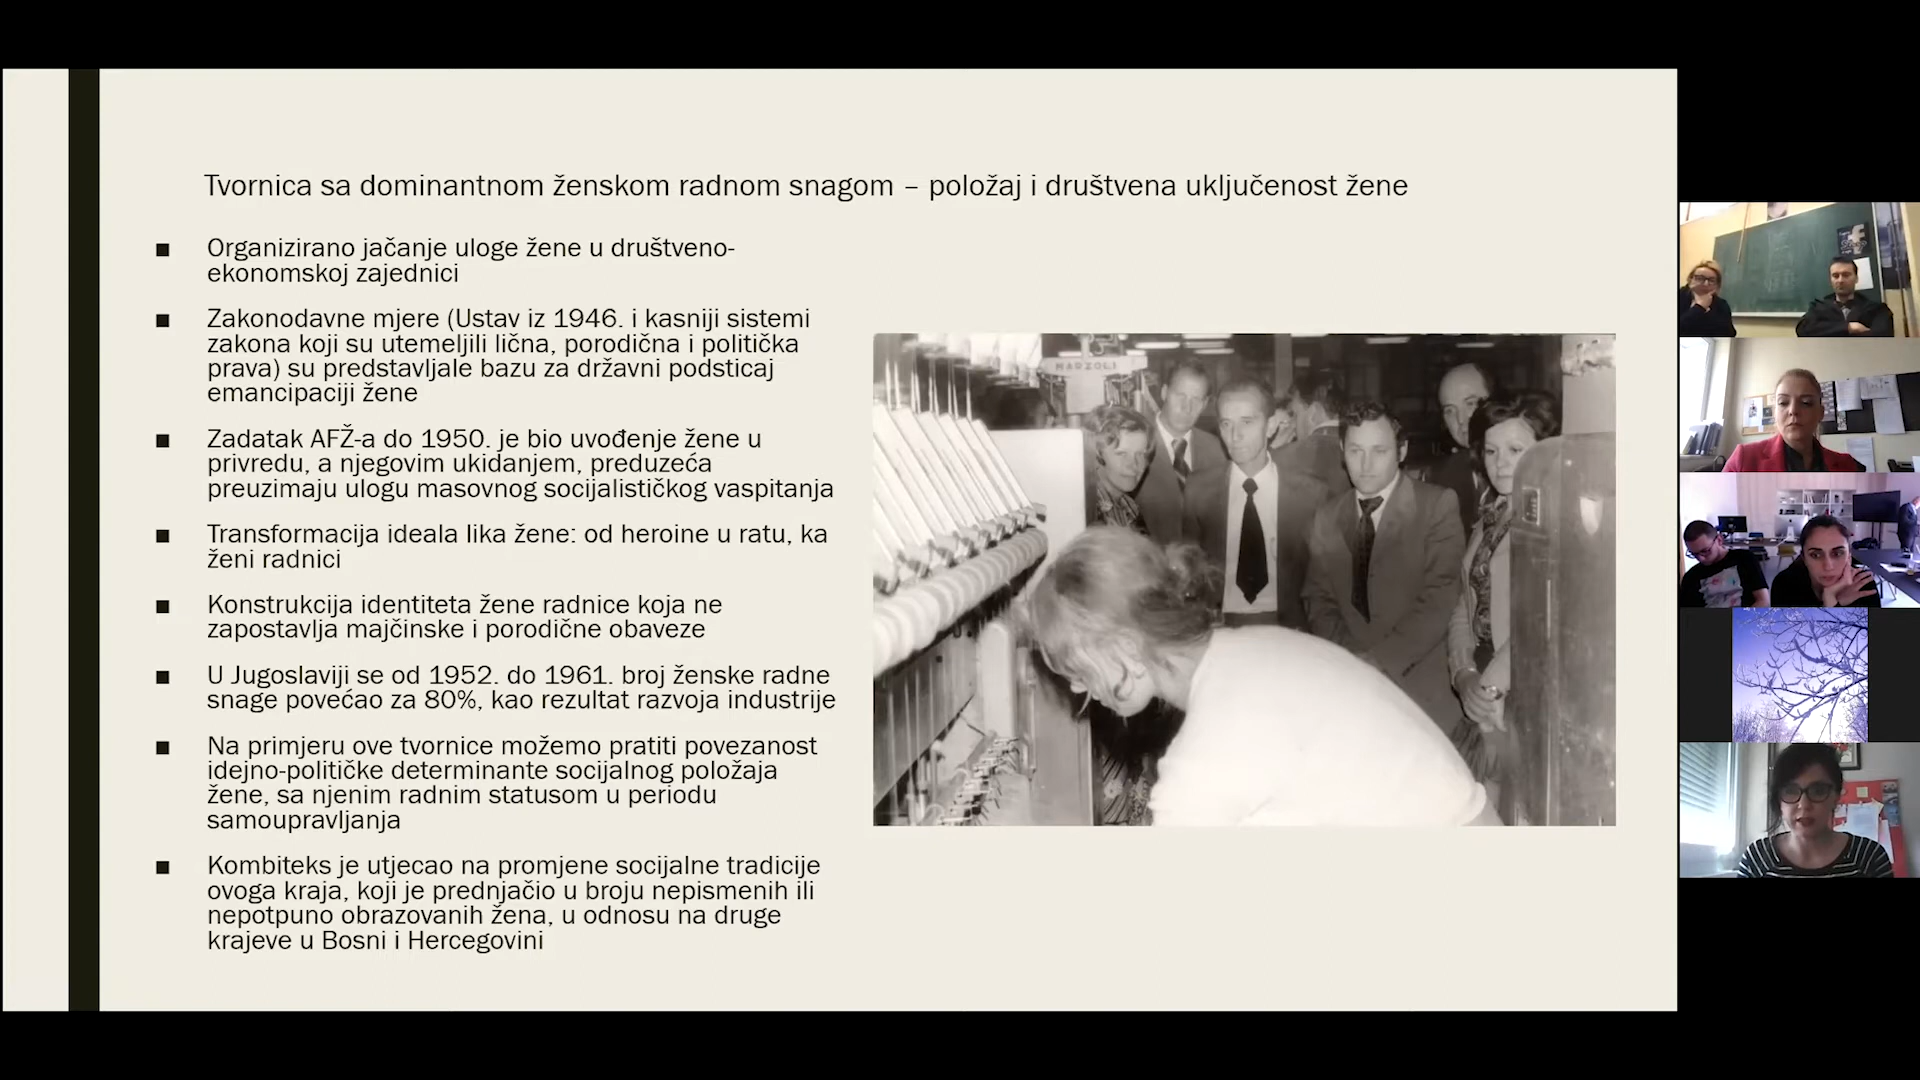 Tvornica sa dominantnom ženskom radnom snagom – položaj i društvena uključenost žene
■ Organizirano jačanje uloge žene u društveno-
ekonomskoj zajednici
■ Zakonodavne mjere (Ustav iz 1946. i kasniji sistemi
zakona koji su utemeljili lična, porodična i politička
prava) su predstavljale bazu za državni podsticaj
emancipaciji žene
■ Zadatak AFŽ-a do 1950. je bio uvođenje žene u
privredu, a njegovim ukidanjem, preduzeća
preuzimaju ulogu masovnog socijalističkog vaspitanja
■ Transformacija ideala lika žene: od heroine u ratu, ka
ženi radnici
■ Konstrukcija identiteta žene radnice koja ne
zapostavlja majčinske i porodične obaveze
■ U Jugoslaviji se od 1952. do 1961. broj ženske radne
snage povećao za 80%, kao rezultat razvoja industrije
■ Na primjeru ove tvornice možemo pratiti povezanost
idejno-političke determinante socijalnog položaja
žene, sa njenim radnim statusom u periodu
samoupravljanja
■ Kombiteks je utjecao na promjene socijalne tradicije
ovoga kraja, koji je prednjačio u broju nepismenih ili
nepotpuno obrazovanih žena, u odnosu na druge
krajeve u Bosni i Hercegovini
MARZOLI